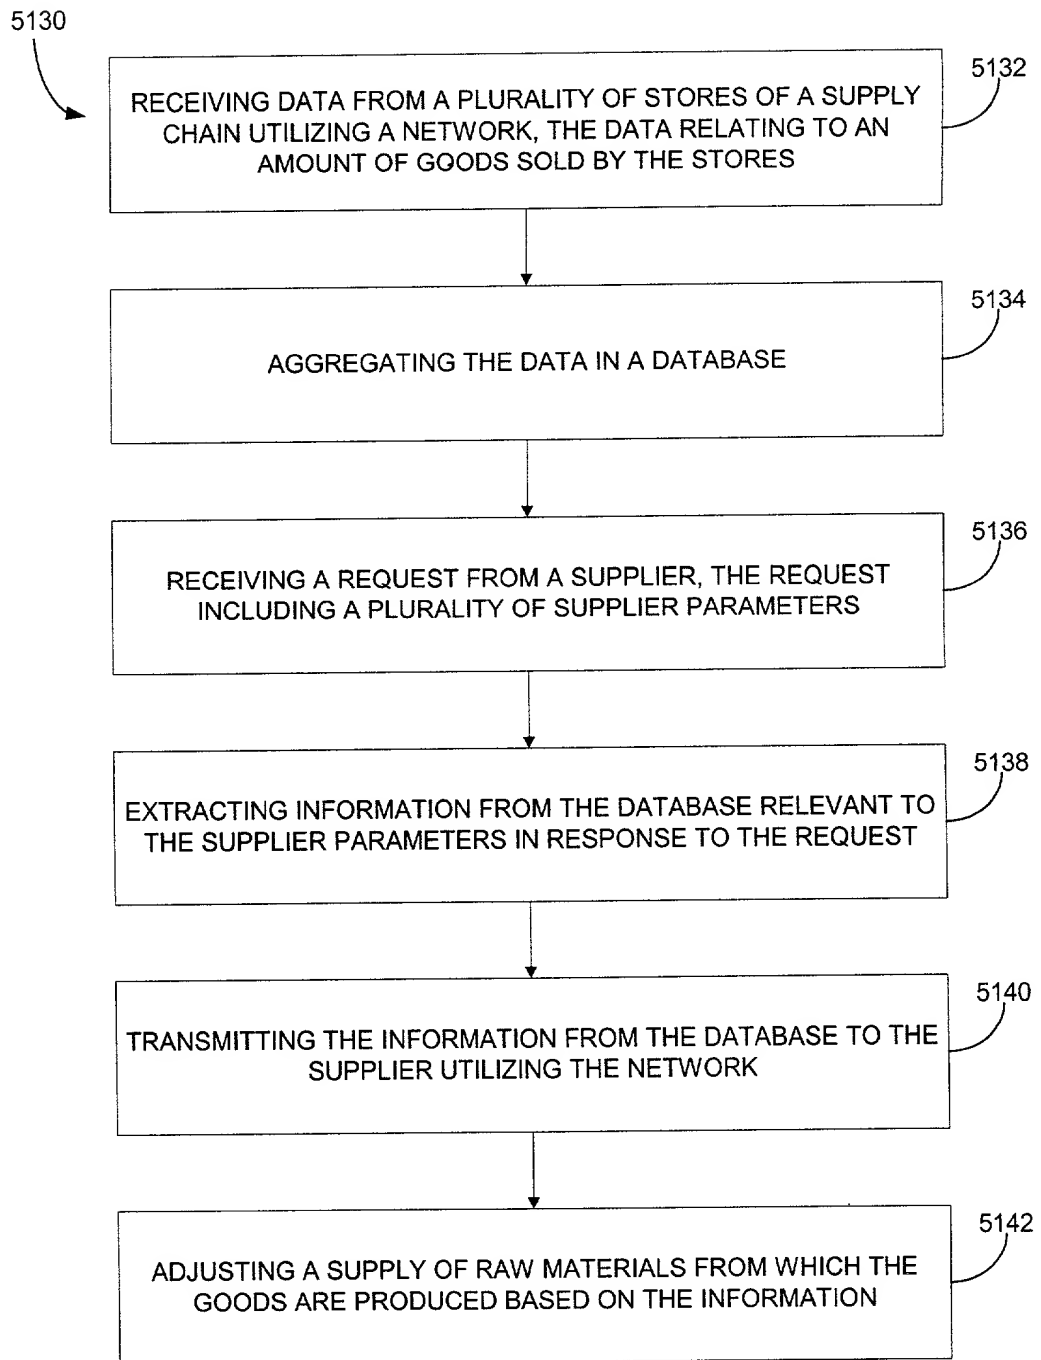 5130
5132
RECEIVING DATA FROM A PLURALITY OF STORES OF A SUPPLY
CHAIN UTILIZING A NETWORK, THE DATA RELATING TO AN
AMOUNT OF GOODS SOLD BY THE STORES
5134
AGGREGATING THE DATA IN A DATABASE
5136
RECEIVING A REQUEST FROM A SUPPLIER, THE REQUEST
INCLUDING A PLURALITY OF SUPPLIER PARAMETERS
5138
EXTRACTING INFORMATION FROM THE DATABASE RELEVANT TO
THE SUPPLIER PARAMETERS IN RESPONSE TO THE REQUEST
5140
TRANSMITTING THE INFORMATION FROM THE DATABASE TO THE
SUPPLIER UTILIZING THE NETWORK
5142
ADJUSTING A SUPPLY OF RAW MATERIALS FROM WHICH THE
GOODS ARE PRODUCED BASED ON THE INFORMATION